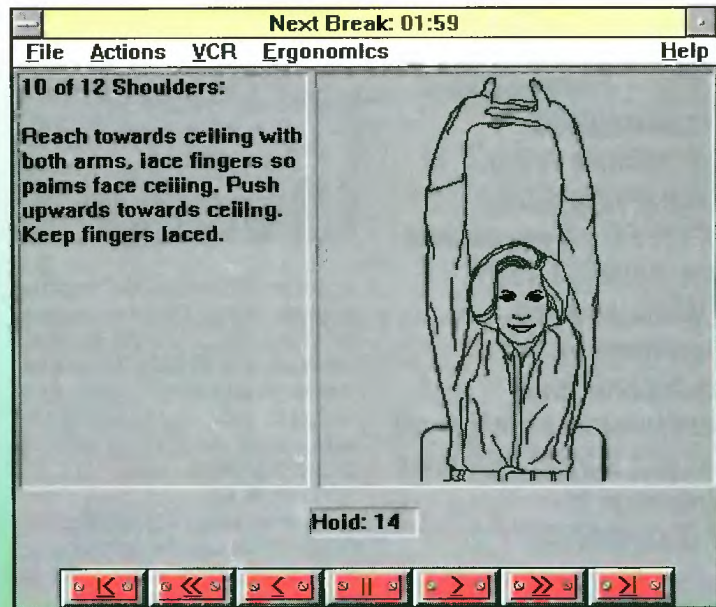 Next Break: 01:59
File Actions VCR Ergonomics Help
10 of 12 Shoulders:
Reach towards ceiling with
both arms, lace fingers so
palms face ceiling. Push
upwards towards ceiling.
Keep fingers laced.
Hold: 14
|< << < || > >> >|